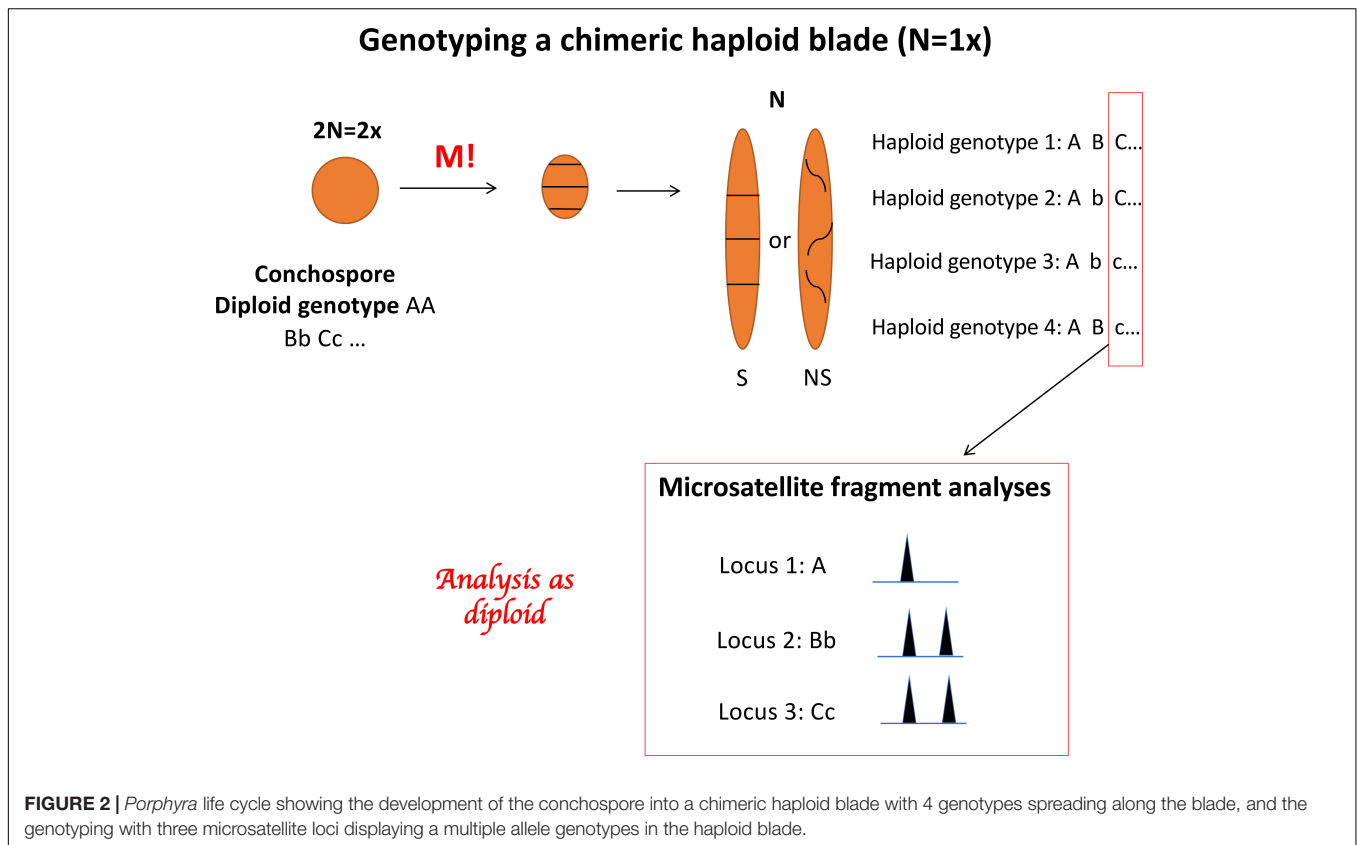 Genotyping a chimeric haploid blade (N=1x)
2N=2x
M!
Conchospore
Diploid genotype AA
Bb Cc ...
N
or
S
NS
Haploid genotype 1: A B C...
Haploid genotype 2: A b C...
Haploid genotype 3: A b c...
Haploid genotype 4: A B c...
Analysis as
diploid
Microsatellite fragment analyses
Locus 1: A
Locus 2: Bb
Locus 3: Cc
FIGURE 2 | Porphyra life cycle showing the development of the conchospore into a chimeric haploid blade with 4 genotypes spreading along the blade, and the
genotyping with three microsatellite loci displaying a multiple allele genotypes in the haploid blade.